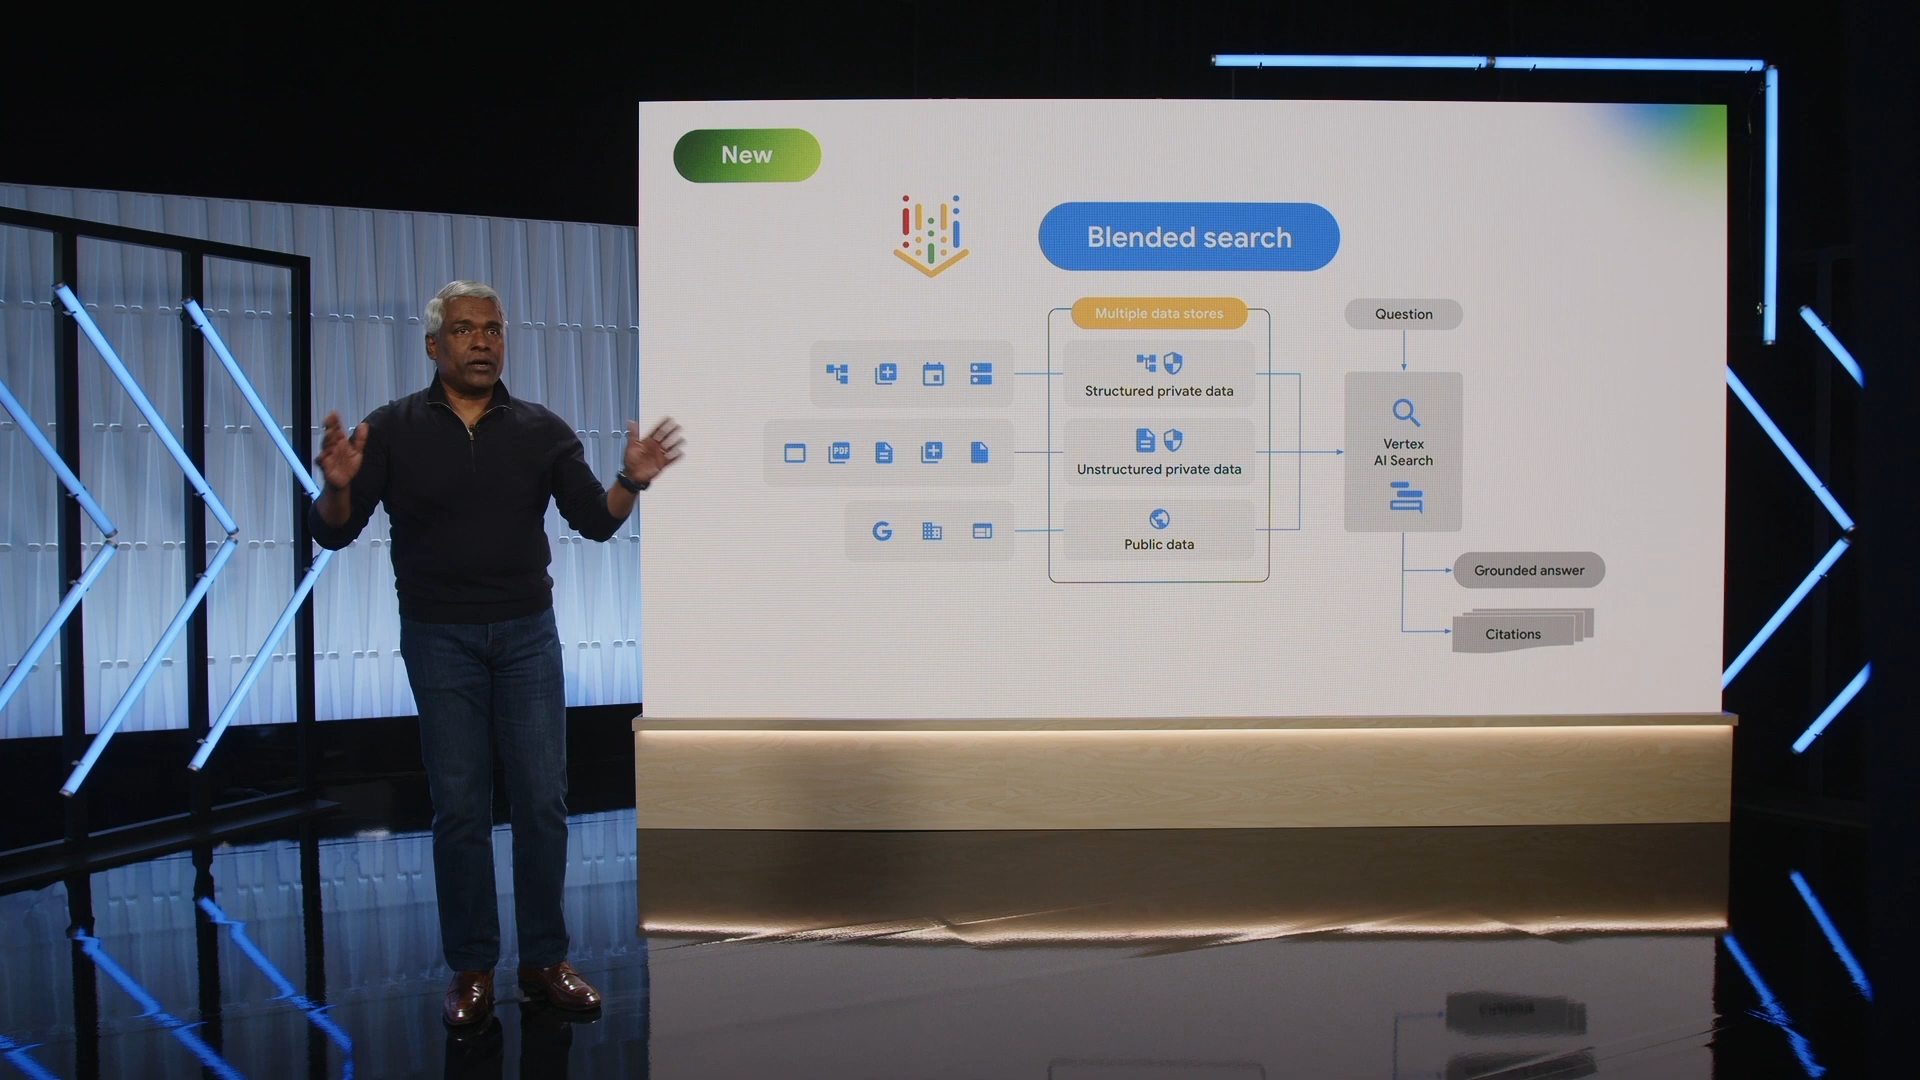 New
Blended search
Multiple data stores
Structured private data
PDF
Unstructured private data
G
Public data
Question
Vertex
AI Search
Grounded answer
Citations